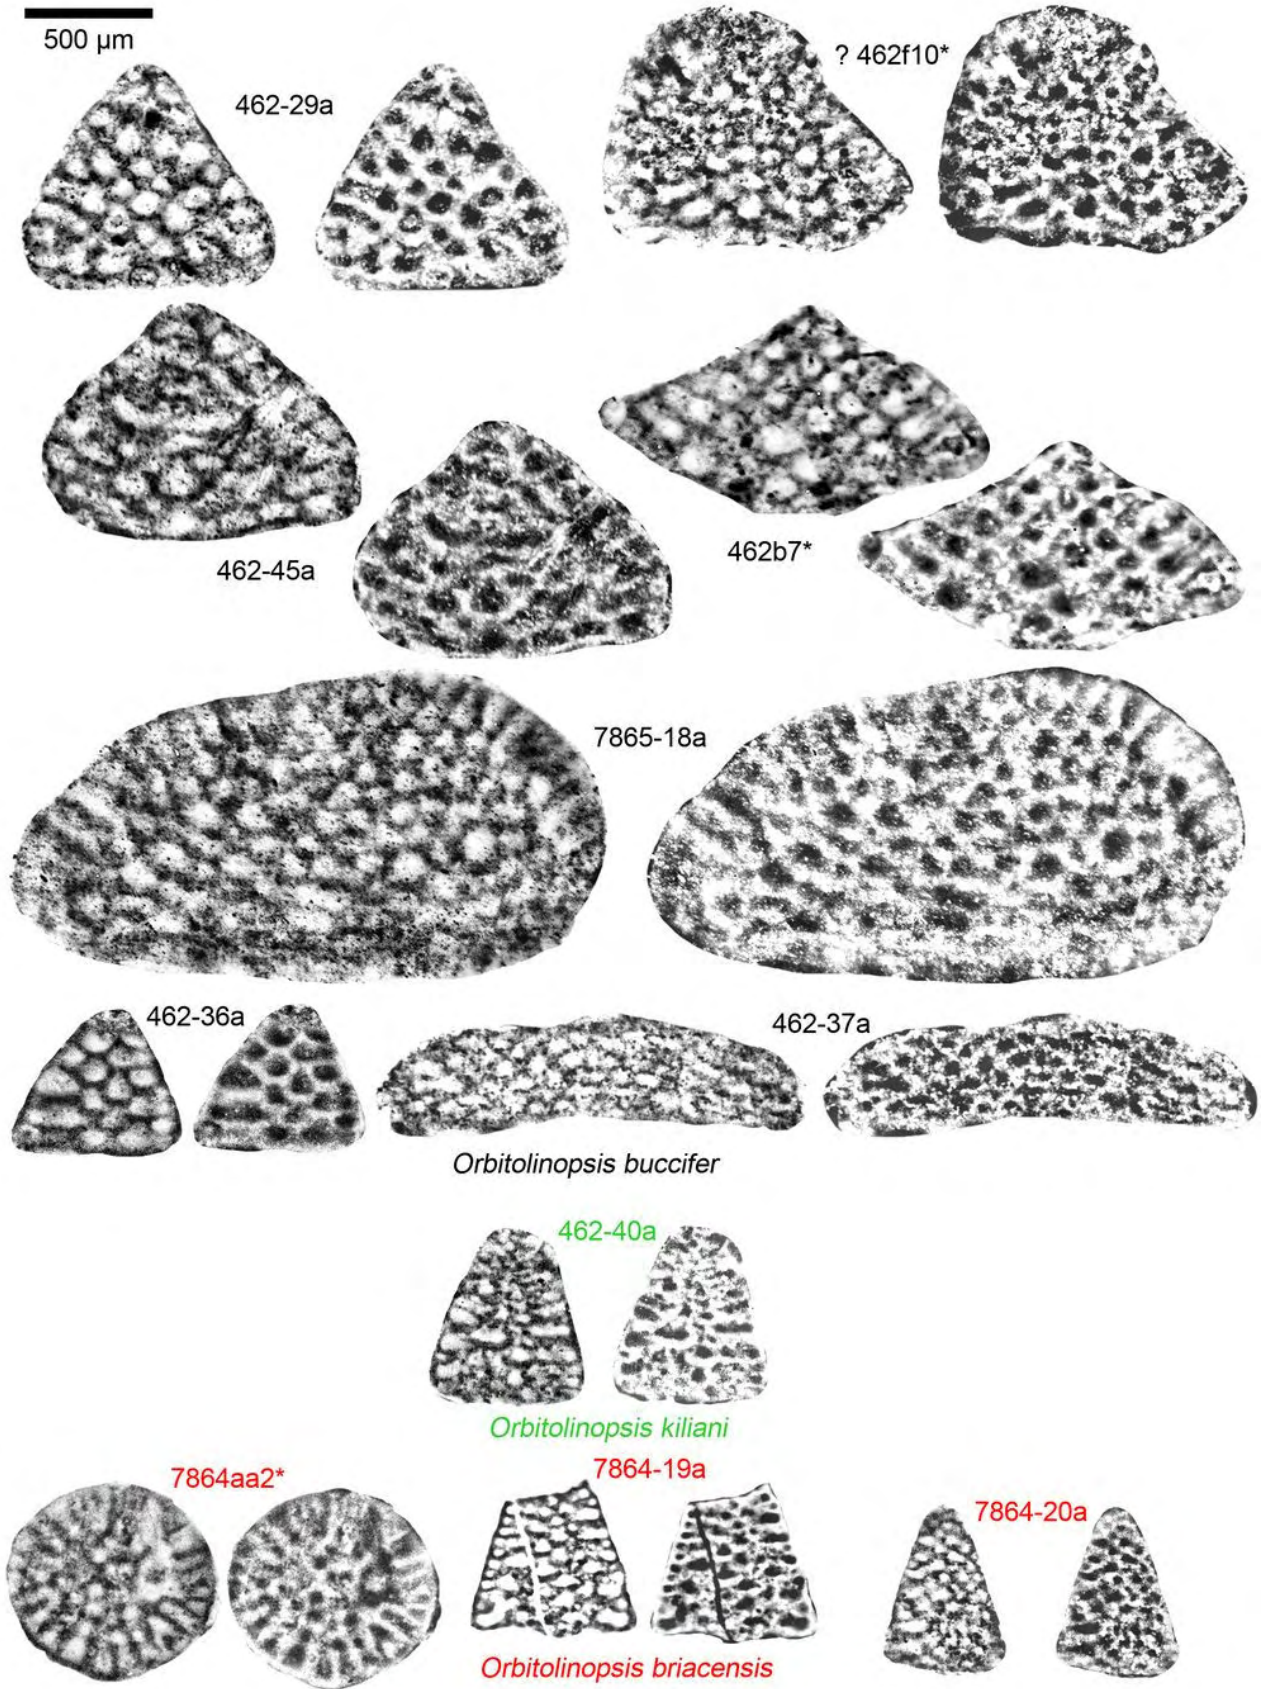 500 µm
462-29a
? 462f10*
462-45a
462b7*
7865-18a
462-36a
462-37a
Orbitolinopsis buccifer
462-40a
Orbitolinopsis kiliani
7864aa2*
7864-19a
7864-20a
Orbitolinopsis briacensis